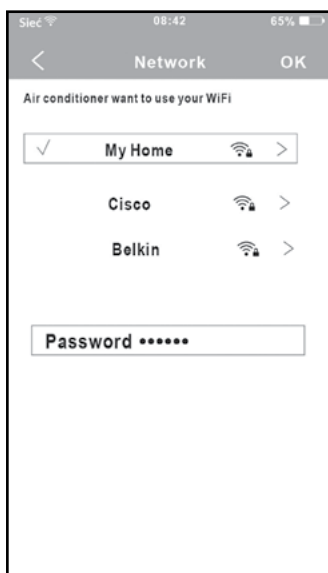 Sieć 08:42 65%
Network OK
Air conditioner want to use your WiFi
My Home
Cisco
Belkin
Password ••••••